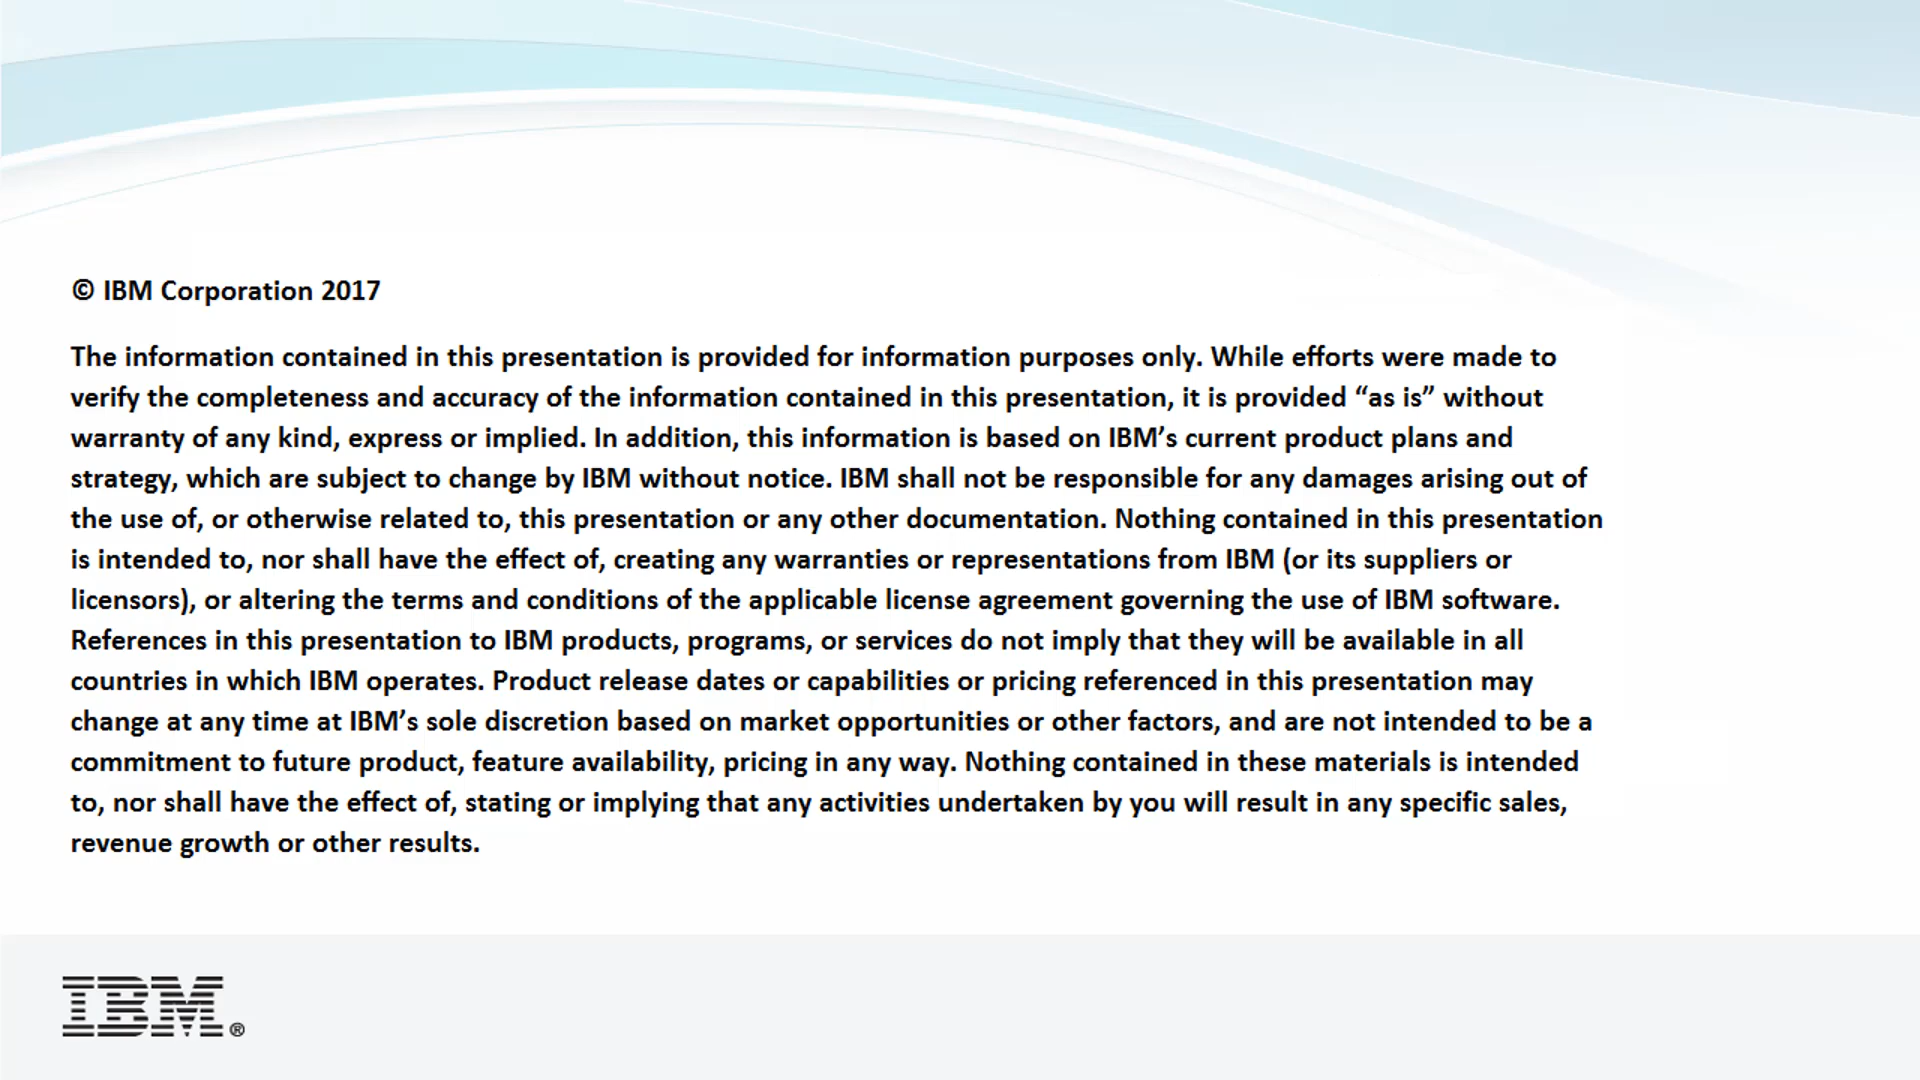 © IBM Corporation 2017
The information contained in this presentation is provided for information purposes only. While efforts were made to
verify the completeness and accuracy of the information contained in this presentation, it is provided “as is” without
warranty of any kind, express or implied. In addition, this information is based on IBM’s current product plans and
strategy, which are subject to change by IBM without notice. IBM shall not be responsible for any damages arising out of
the use of, or otherwise related to, this presentation or any other documentation. Nothing contained in this presentation
is intended to, nor shall have the effect of, creating any warranties or representations from IBM (or its suppliers or
licensors), or altering the terms and conditions of the applicable license agreement governing the use of IBM software.
References in this presentation to IBM products, programs, or services do not imply that they will be available in all
countries in which IBM operates. Product release dates or capabilities or pricing referenced in this presentation may
change at any time at IBM’s sole discretion based on market opportunities or other factors, and are not intended to be a
commitment to future product, feature availability, pricing in any way. Nothing contained in these materials is intended
to, nor shall have the effect of, stating or implying that any activities undertaken by you will result in any specific sales,
revenue growth or other results.
IBM®